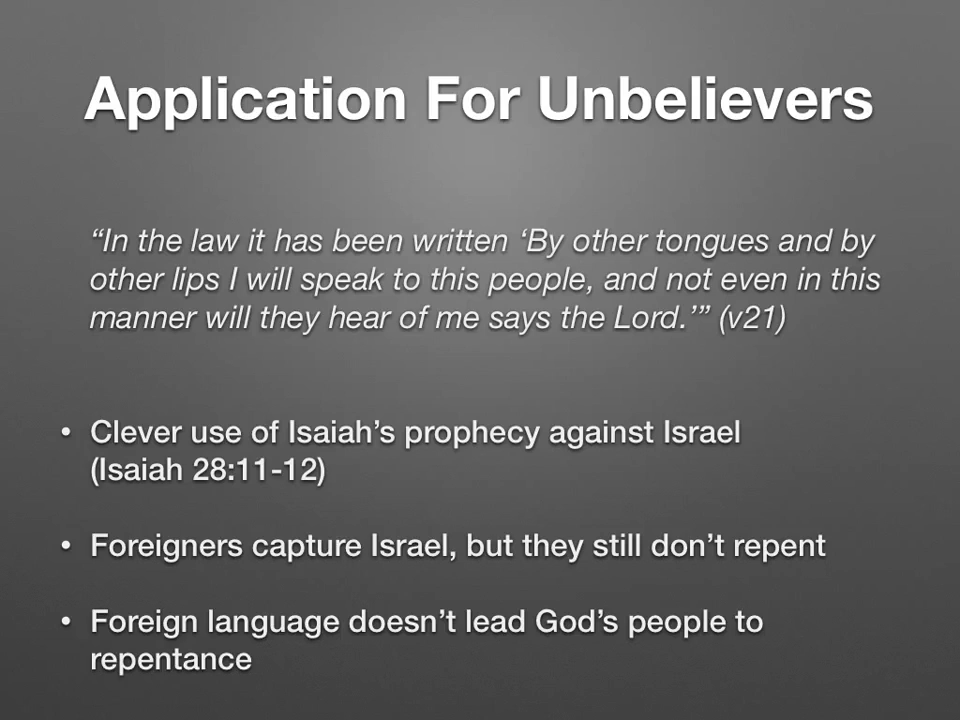 Application For Unbelievers
“In the law it has been written ‘By other tongues and by
other lips I will speak to this people, and not even in this
manner will they hear of me says the Lord.’” (v21)
• Clever use of Isaiah’s prophecy against Israel
(Isaiah 28:11-12)
• Foreigners capture Israel, but they still don’t repent
• Foreign language doesn’t lead God’s people to
repentance